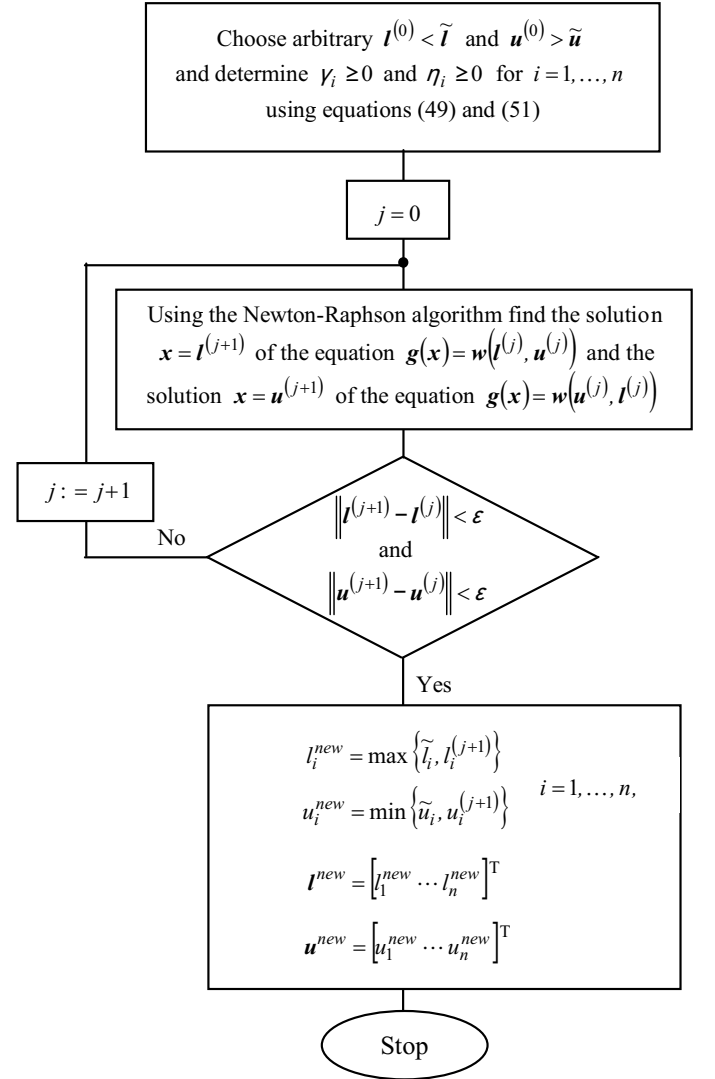 Choose arbitrary l^(0) < l̃ and u^(0) > ũ
and determine γ_i ≥ 0 and η_i ≥ 0 for i = 1, …, n
using equations (49) and (51)
j = 0
Using the Newton-Raphson algorithm find the solution
x = l^(j+1) of the equation g(x) = w(l^(j), u^(j)) and the
solution x = u^(j+1) of the equation g(x) = w(u^(j), l^(j))
j : = j+1
No
‖l^(j+1) − l^(j)‖ < ε
and
‖u^(j+1) − u^(j)‖ < ε
Yes
l_i^new = max {l̃_i, l_i^(j+1)}
u_i^new = min {ũ_i, u_i^(j+1)}
i = 1, …, n,
l^new = [l_1^new ⋯ l_n^new]^T
u^new = [u_1^new ⋯ u_n^new]^T
Stop